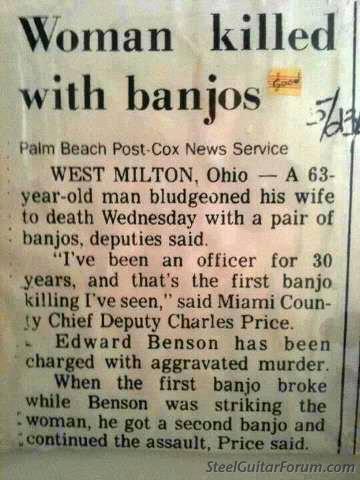 Woman killed
with banjos
Good
Palm Beach Post-Cox News Service
WEST MILTON, Ohio — A 63-
year-old man bludgeoned his wife
to death Wednesday with a pair of
banjos, deputies said.
"I've been an officer for 30
years, and that's the first banjo
killing I've seen," said Miami Coun-
ty Chief Deputy Charles Price.
Edward Benson has been
charged with aggravated murder.
When the first banjo broke
while Benson was striking the
woman, he got a second banjo and
continued the assault, Price said.
SteelGuitarForum.com